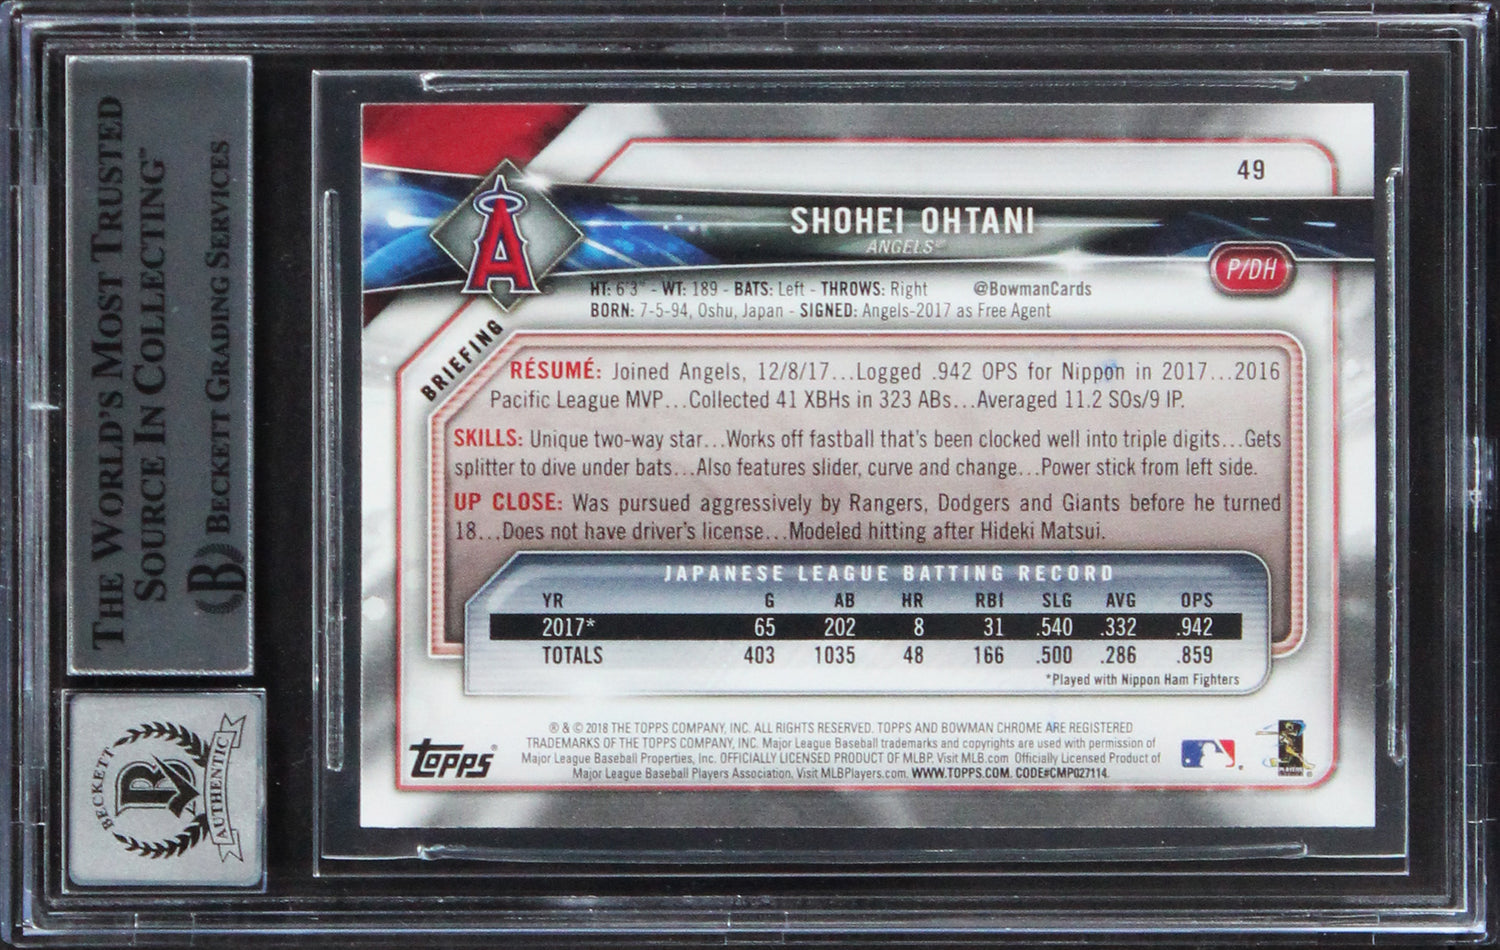 THE WORLD'S MOST TRUSTED
SOURCE IN COLLECTING™
BECKETT GRADING SERVICES
BECKETT
AUTHENTIC
49
SHOHEI OHTANI
ANGELS®
P/DH
HT: 6'3" - WT: 189 - BATS: Left - THROWS: Right @BowmanCards
BORN: 7-5-94, Oshu, Japan - SIGNED: Angels-2017 as Free Agent
BRIEFING
RÉSUMÉ: Joined Angels, 12/8/17...Logged .942 OPS for Nippon in 2017...2016
Pacific League MVP...Collected 41 XBHs in 323 ABs...Averaged 11.2 SOs/9 IP.
SKILLS: Unique two-way star...Works off fastball that's been clocked well into triple digits...Gets
splitter to dive under bats...Also features slider, curve and change...Power stick from left side.
UP CLOSE: Was pursued aggressively by Rangers, Dodgers and Giants before he turned
18...Does not have driver's license...Modeled hitting after Hideki Matsui.
JAPANESE LEAGUE BATTING RECORD
YR G AB HR RBI SLG AVG OPS
2017* 65 202 8 31 .540 .332 .942
TOTALS 403 1035 48 166 .500 .286 .859
*Played with Nippon Ham Fighters
Topps®
® & © 2018 THE TOPPS COMPANY, INC. ALL RIGHTS RESERVED. TOPPS AND BOWMAN CHROME ARE REGISTERED
TRADEMARKS OF THE TOPPS COMPANY, INC. Major League Baseball trademarks and copyrights are used with permission of
Major League Baseball Properties, Inc. OFFICIALLY LICENSED PRODUCT OF MLBP. Visit MLB.com Officially Licensed Product of
Major League Baseball Players Association. Visit MLBPlayers.com. WWW.TOPPS.COM. CODE#CMP027114.